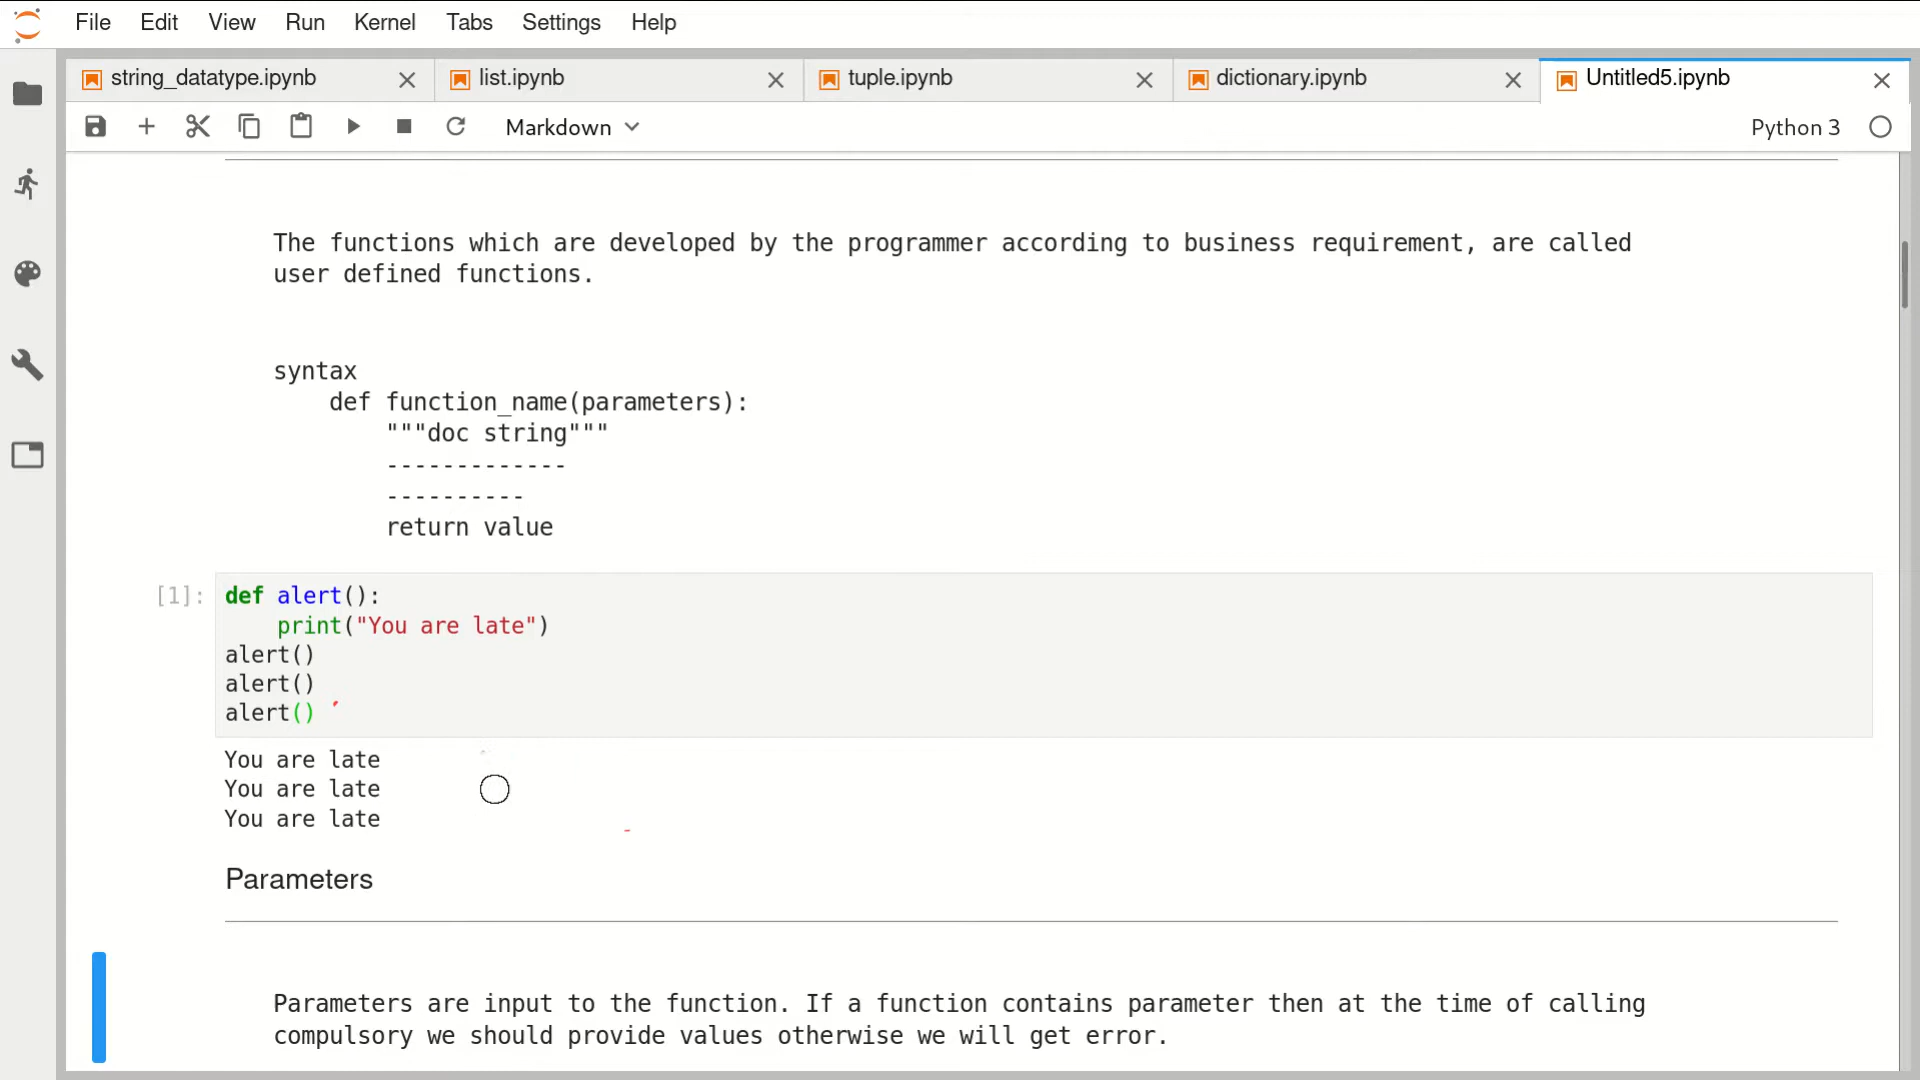 File Edit View Run Kernel Tabs Settings Help
string_datatype.ipynb list.ipynb tuple.ipynb dictionary.ipynb Untitled5.ipynb
Markdown Python 3
The functions which are developed by the programmer according to business requirement, are called
user defined functions.
syntax
def function_name(parameters):
"""doc string"""
-------------
----------
return value
[1]: def alert():
print("You are late")
alert()
alert()
alert()
You are late
You are late
You are late
Parameters
Parameters are input to the function. If a function contains parameter then at the time of calling
compulsory we should provide values otherwise we will get error.